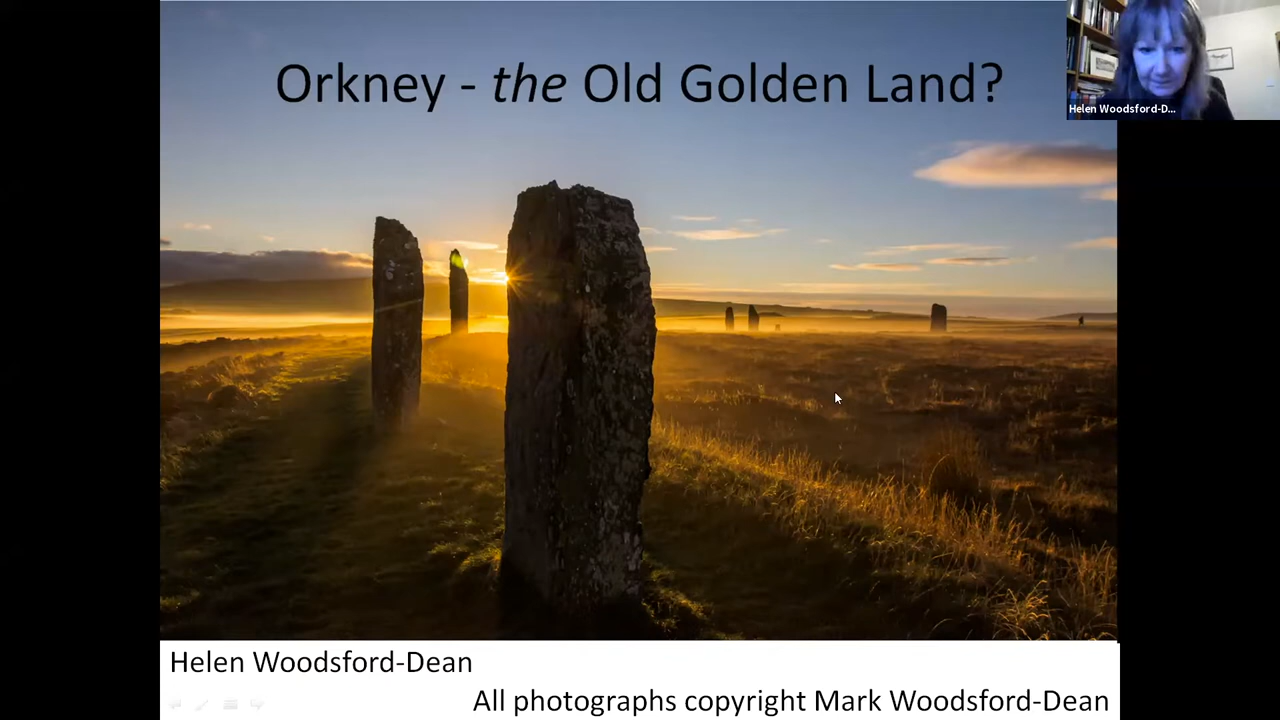 Orkney - the Old Golden Land?
Helen Woodsford-D...
Helen Woodsford-Dean
All photographs copyright Mark Woodsford-Dean